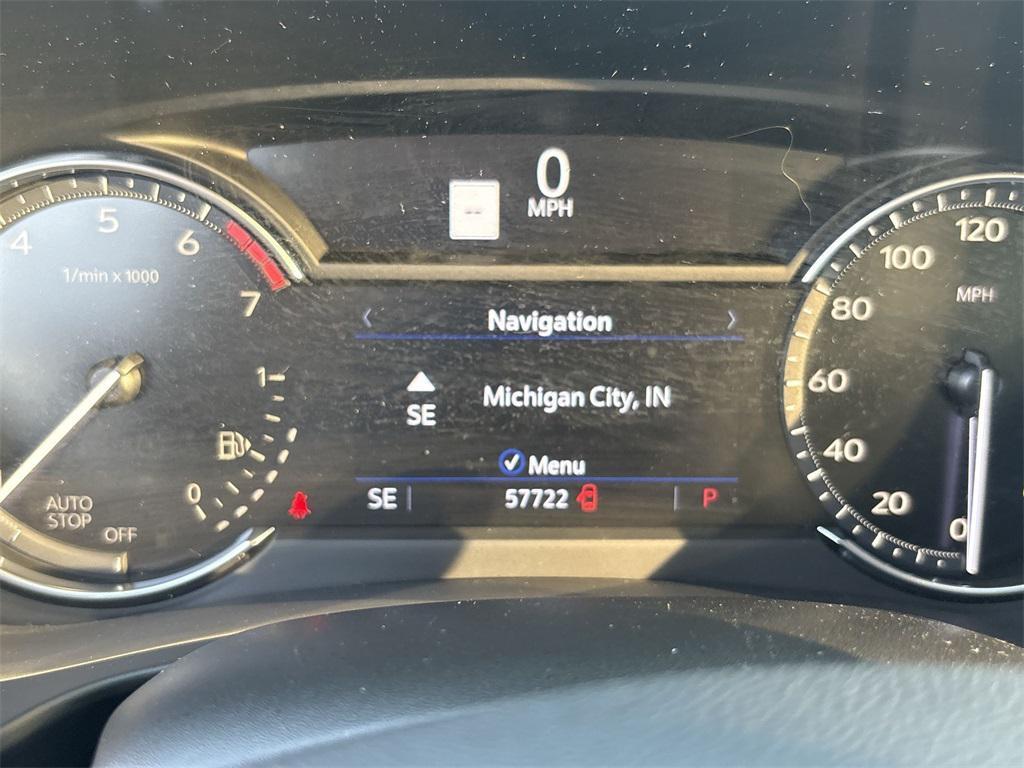 0
MPH
--
4
5
6
7
1/min x 1000
1
0
AUTO
STOP
OFF
Navigation
SE
Michigan City, IN
Menu
SE
57722
P
120
100
80
60
40
20
0
MPH